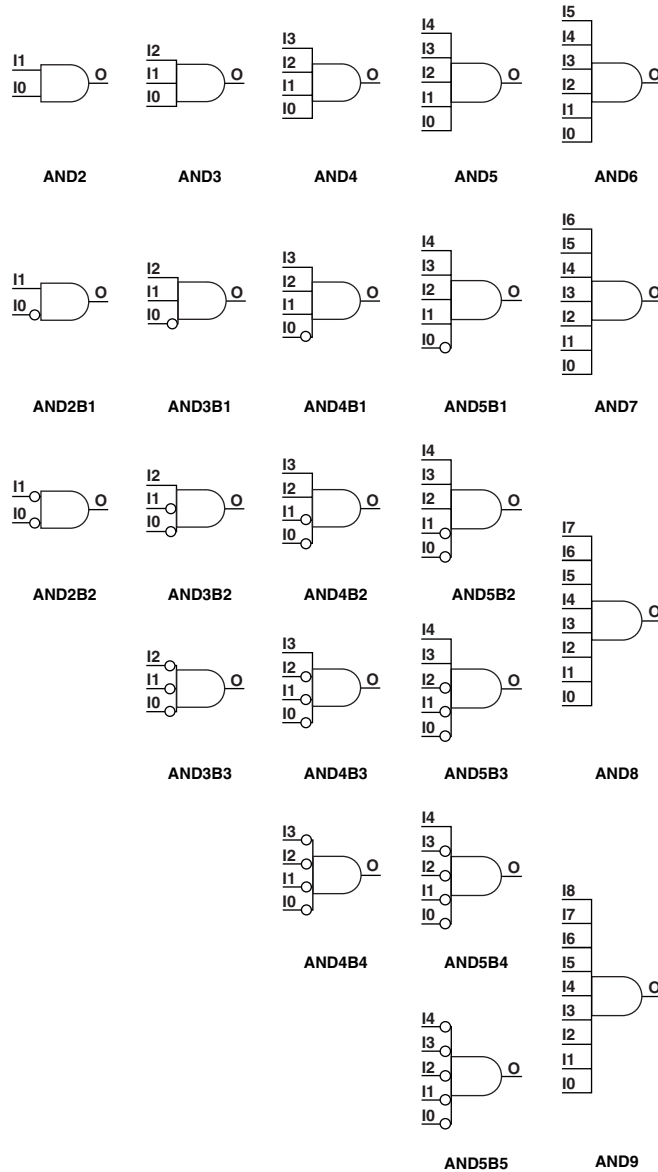 I1
I0
O
AND2
I2
I1
I0
O
AND3
I3
I2
I1
I0
O
AND4
I4
I3
I2
I1
I0
O
AND5
I5
I4
I3
I2
I1
I0
O
AND6
I1
I0
O
AND2B1
I2
I1
I0
O
AND3B1
I3
I2
I1
I0
O
AND4B1
I4
I3
I2
I1
I0
O
AND5B1
I6
I5
I4
I3
I2
I1
I0
O
AND7
I1
I0
O
AND2B2
I2
I1
I0
O
AND3B2
I3
I2
I1
I0
O
AND4B2
I4
I3
I2
I1
I0
O
AND5B2
I7
I6
I5
I4
I3
I2
I1
I0
O
AND8
I2
I1
I0
O
AND3B3
I3
I2
I1
I0
O
AND4B3
I4
I3
I2
I1
I0
O
AND5B3
I3
I2
I1
I0
O
AND4B4
I4
I3
I2
I1
I0
O
AND5B4
I8
I7
I6
I5
I4
I3
I2
I1
I0
O
AND9
I4
I3
I2
I1
I0
O
AND5B5